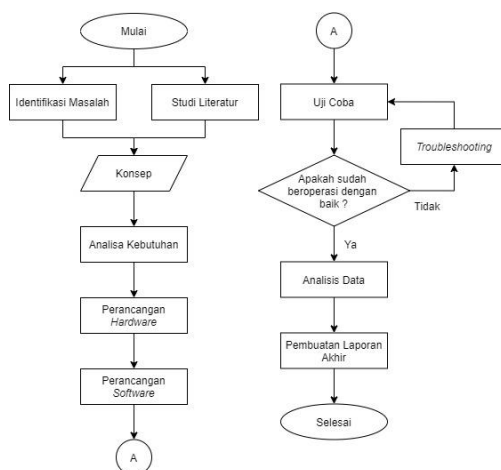 Mulai
Identifikasi Masalah
Studi Literatur
Konsep
Analisa Kebutuhan
Perancangan
Hardware
Perancangan
Software
A
A
Uji Coba
Troubleshooting
Apakah sudah
beroperasi dengan
baik ?
Tidak
Ya
Analisis Data
Pembuatan Laporan
Akhir
Selesai